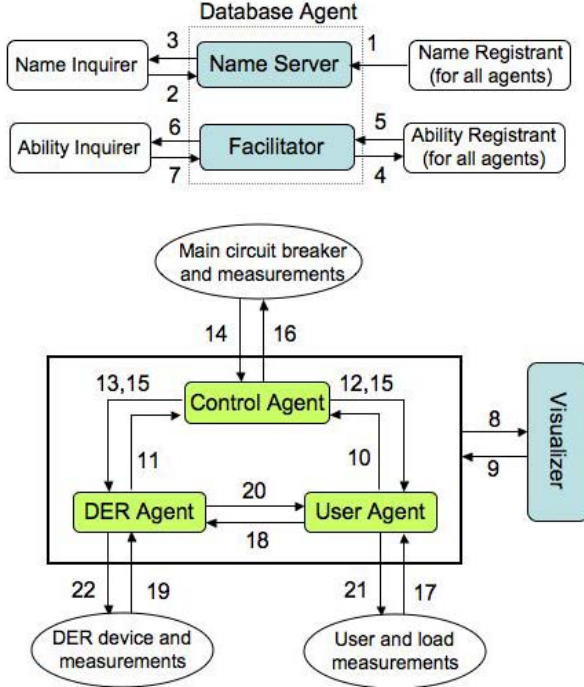 Database Agent
3
1
Name Inquirer
Name Server
Name Registrant
(for all agents)
2
6
5
Ability Inquirer
Facilitator
Ability Registrant
(for all agents)
7
4
Main circuit breaker
and measurements
14
16
13,15
12,15
Control Agent
8
Visualizer
11
10
9
20
DER Agent
User Agent
18
22
19
21
17
DER device and
measurements
User and load
measurements